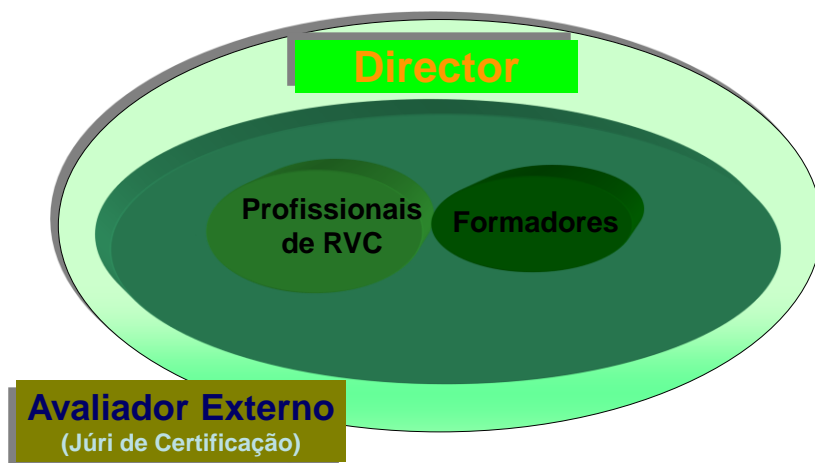 Director
Profissionais
de RVC
Formadores
Avaliador Externo
(Júri de Certificação)